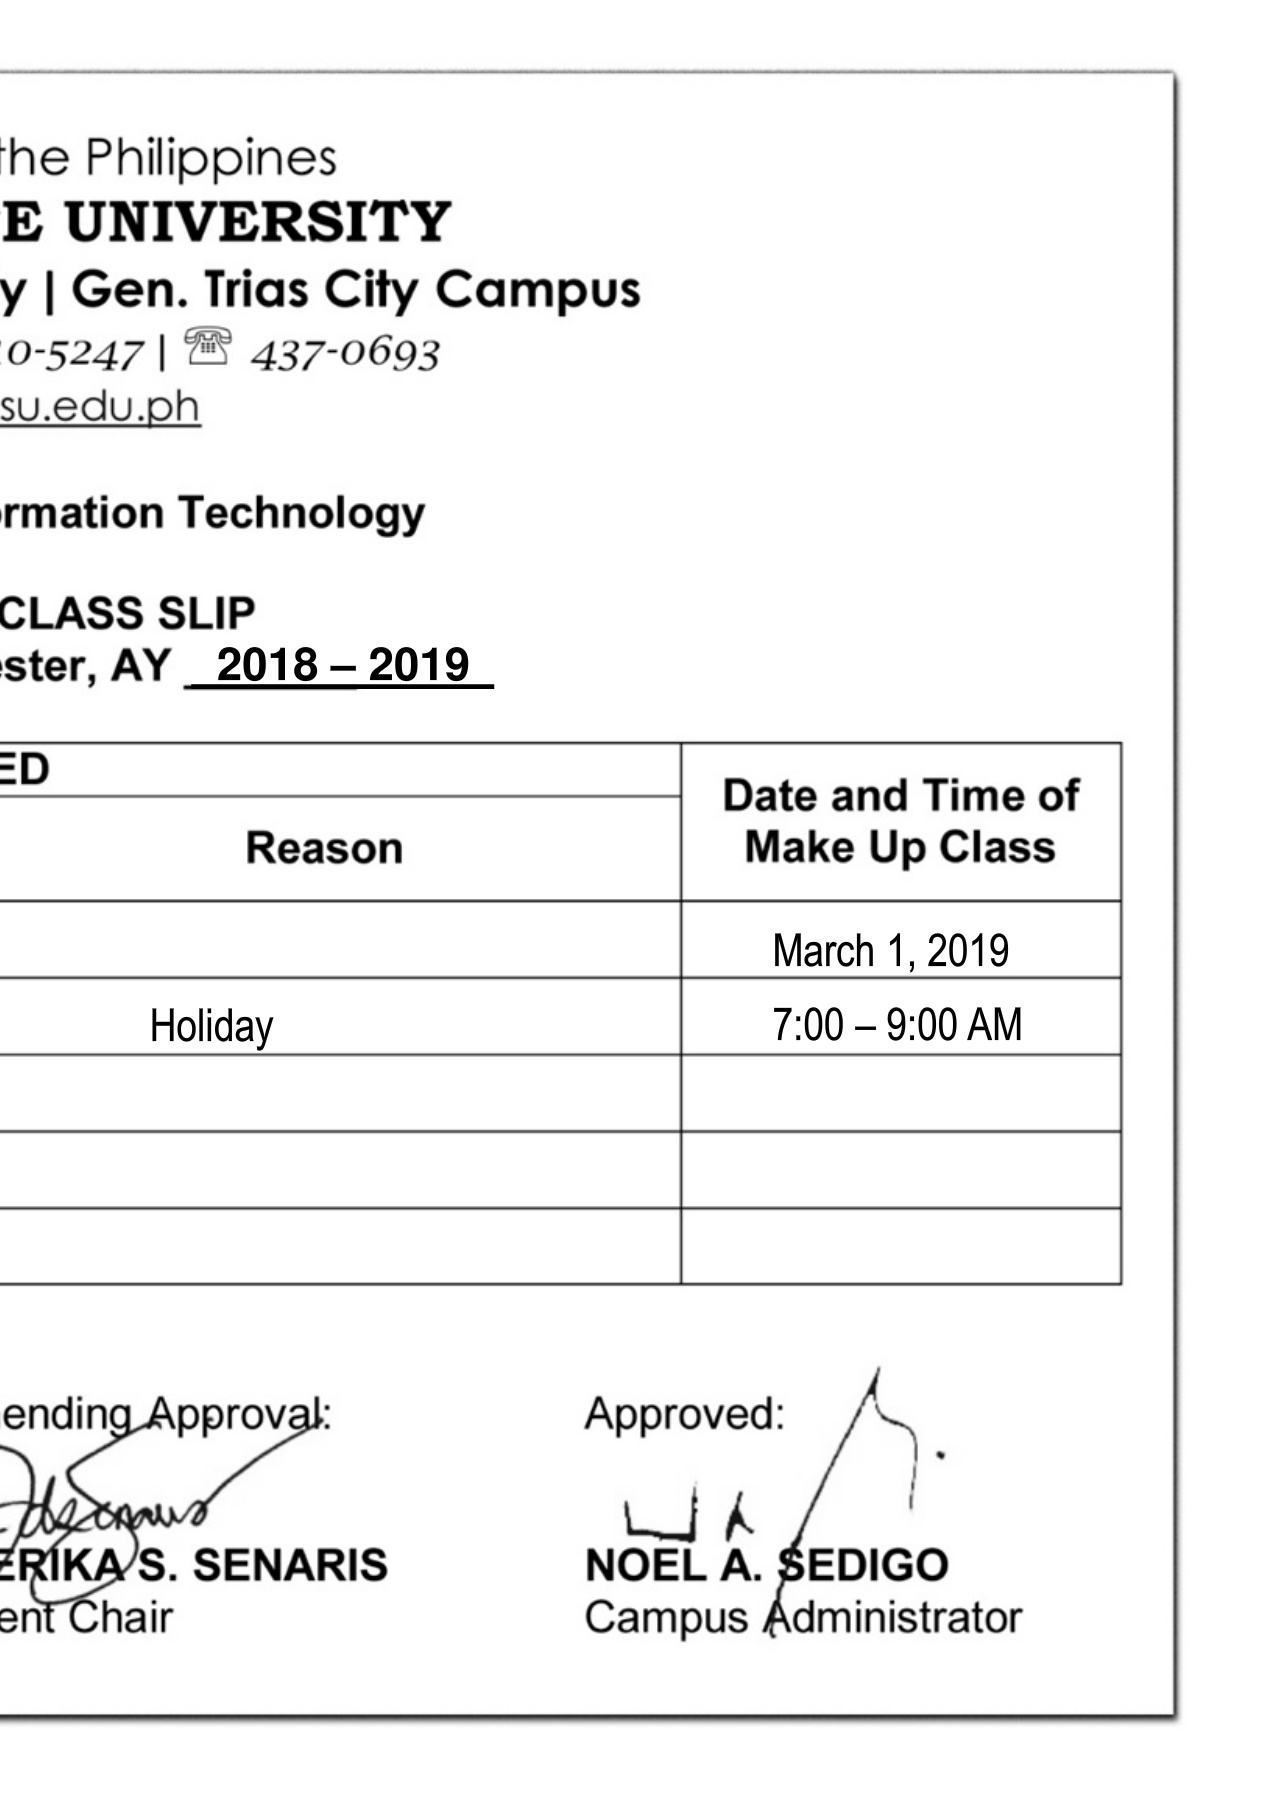 the Philippines
E UNIVERSITY
y | Gen. Trias City Campus
10-5247 | ☏ 437-0693
su.edu.ph
ormation Technology
CLASS SLIP
ester, AY 2018 – 2019
ED
Reason
Date and Time of
Make Up Class
March 1, 2019
Holiday 7:00 – 9:00 AM
ending Approval:
Approved:
ERIKA S. SENARIS
NOEL A. SEDIGO
ent Chair
Campus Administrator